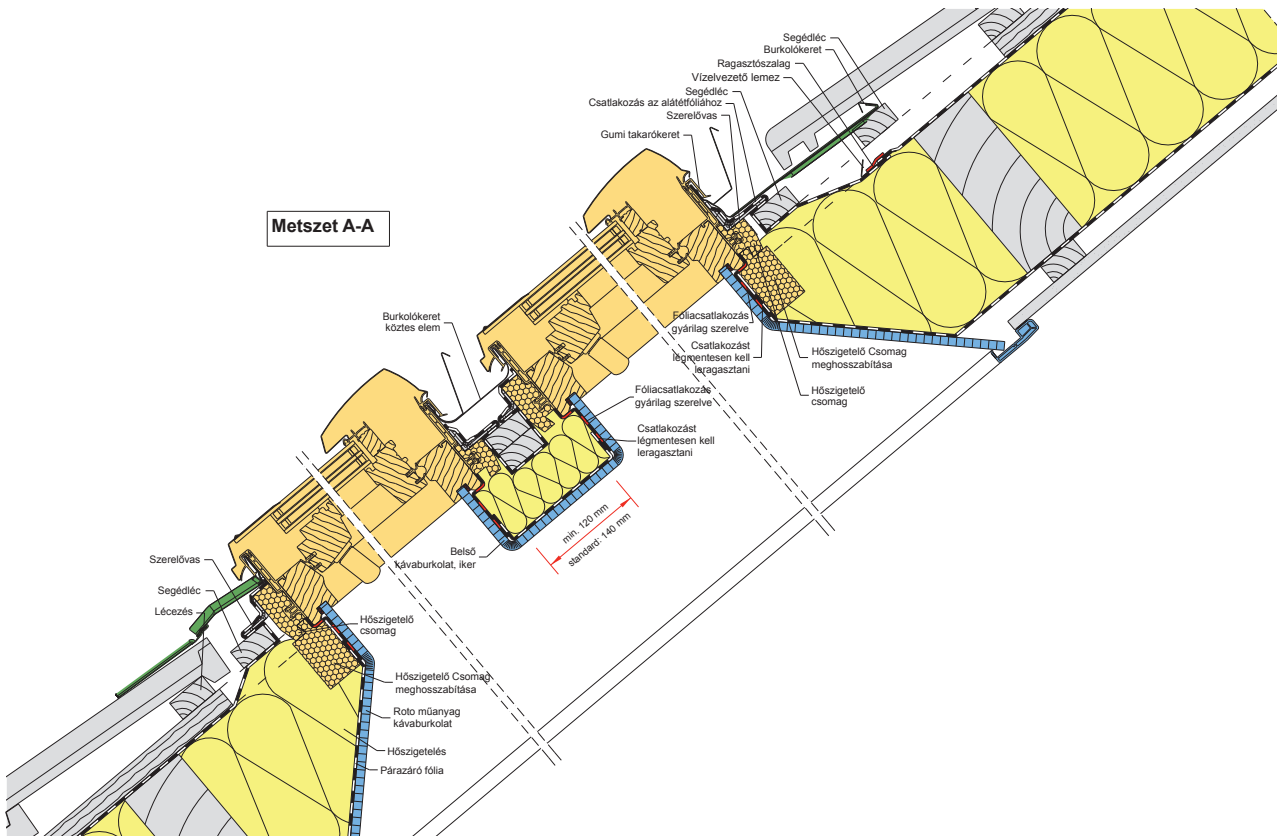 Segédléc
Burkolókeret
Ragasztószalag
Vízelvezető lemez
Segédléc
Csatlakozás az alátétfóliához
Szerelővas
Gumi takarókeret
Metszet A-A
Burkolókeret
köztes elem
Fóliacsatlakozás
gyárilag szerelve
Csatlakozást
légmentesen kell
leragasztani
Hőszigetelő Csomag
meghosszabítása
Hőszigetelő
csomag
Fóliacsatlakozás
gyárilag szerelve
Csatlakozást
légmentesen kell
leragasztani
min. 120 mm
standard: 140 mm
Belső
kávaburkolat, iker
Szerelővas
Segédléc
Lécezés
Hőszigetelő
csomag
Hőszigetelő Csomag
meghosszabítása
Roto műanyag
kávaburkolat
Hőszigetelés
Párazáró fólia